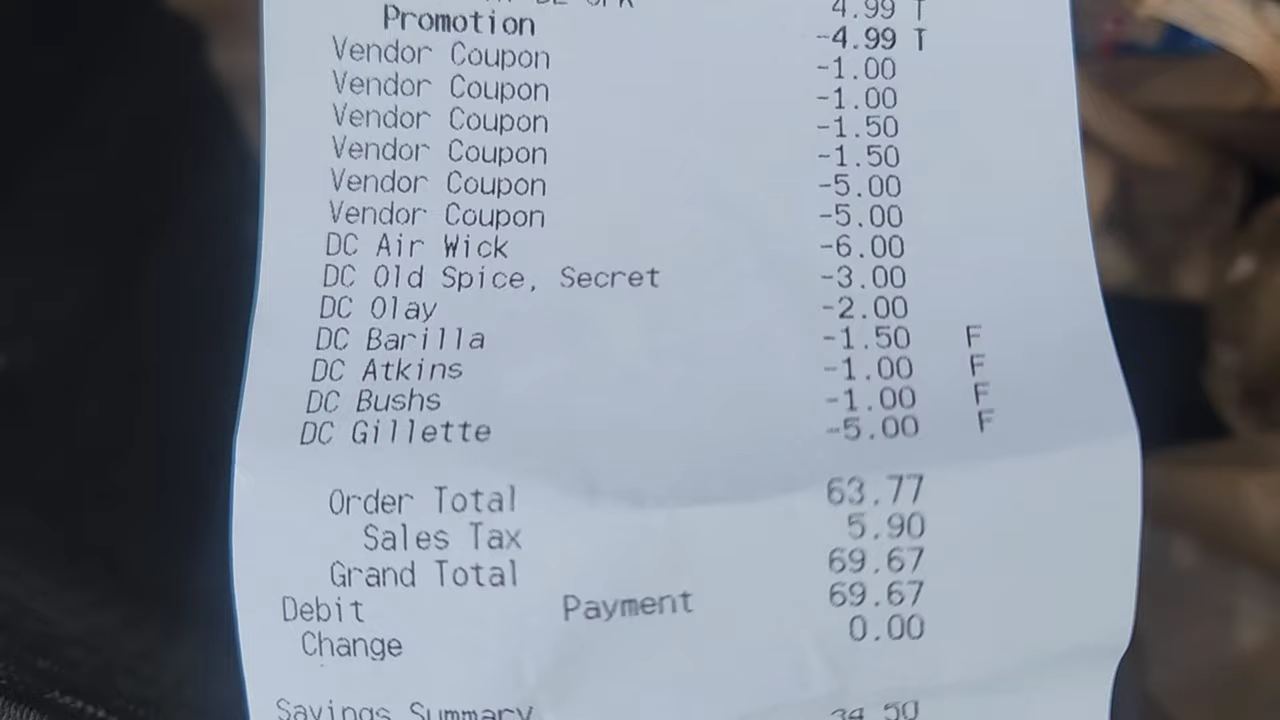 4.99 T
Promotion -4.99 T
Vendor Coupon -1.00
Vendor Coupon -1.00
Vendor Coupon -1.50
Vendor Coupon -1.50
Vendor Coupon -5.00
Vendor Coupon -5.00
DC Air Wick -6.00
DC Old Spice, Secret -3.00
DC Olay -2.00
DC Barilla -1.50 F
DC Atkins -1.00 F
DC Bushs -1.00 F
DC Gillette -5.00 F
Order Total 63.77
Sales Tax 5.90
Grand Total 69.67
Debit Payment 69.67
Change 0.00
Savings Summary